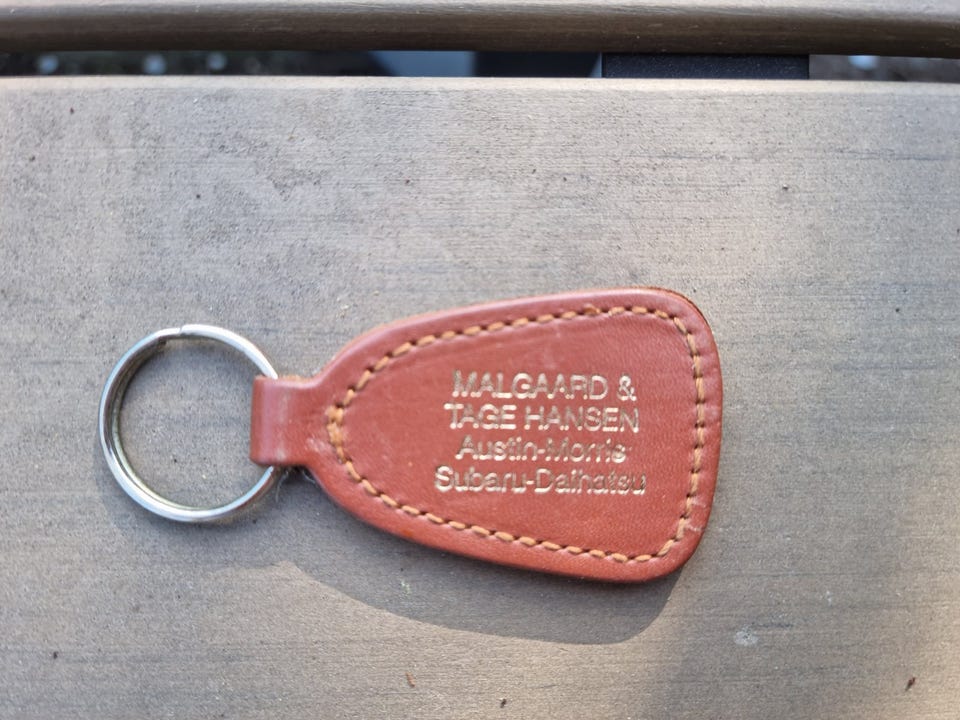 MALGAARD &
TAGE HANSEN
Austin-Morris
Subaru-Daihatsu